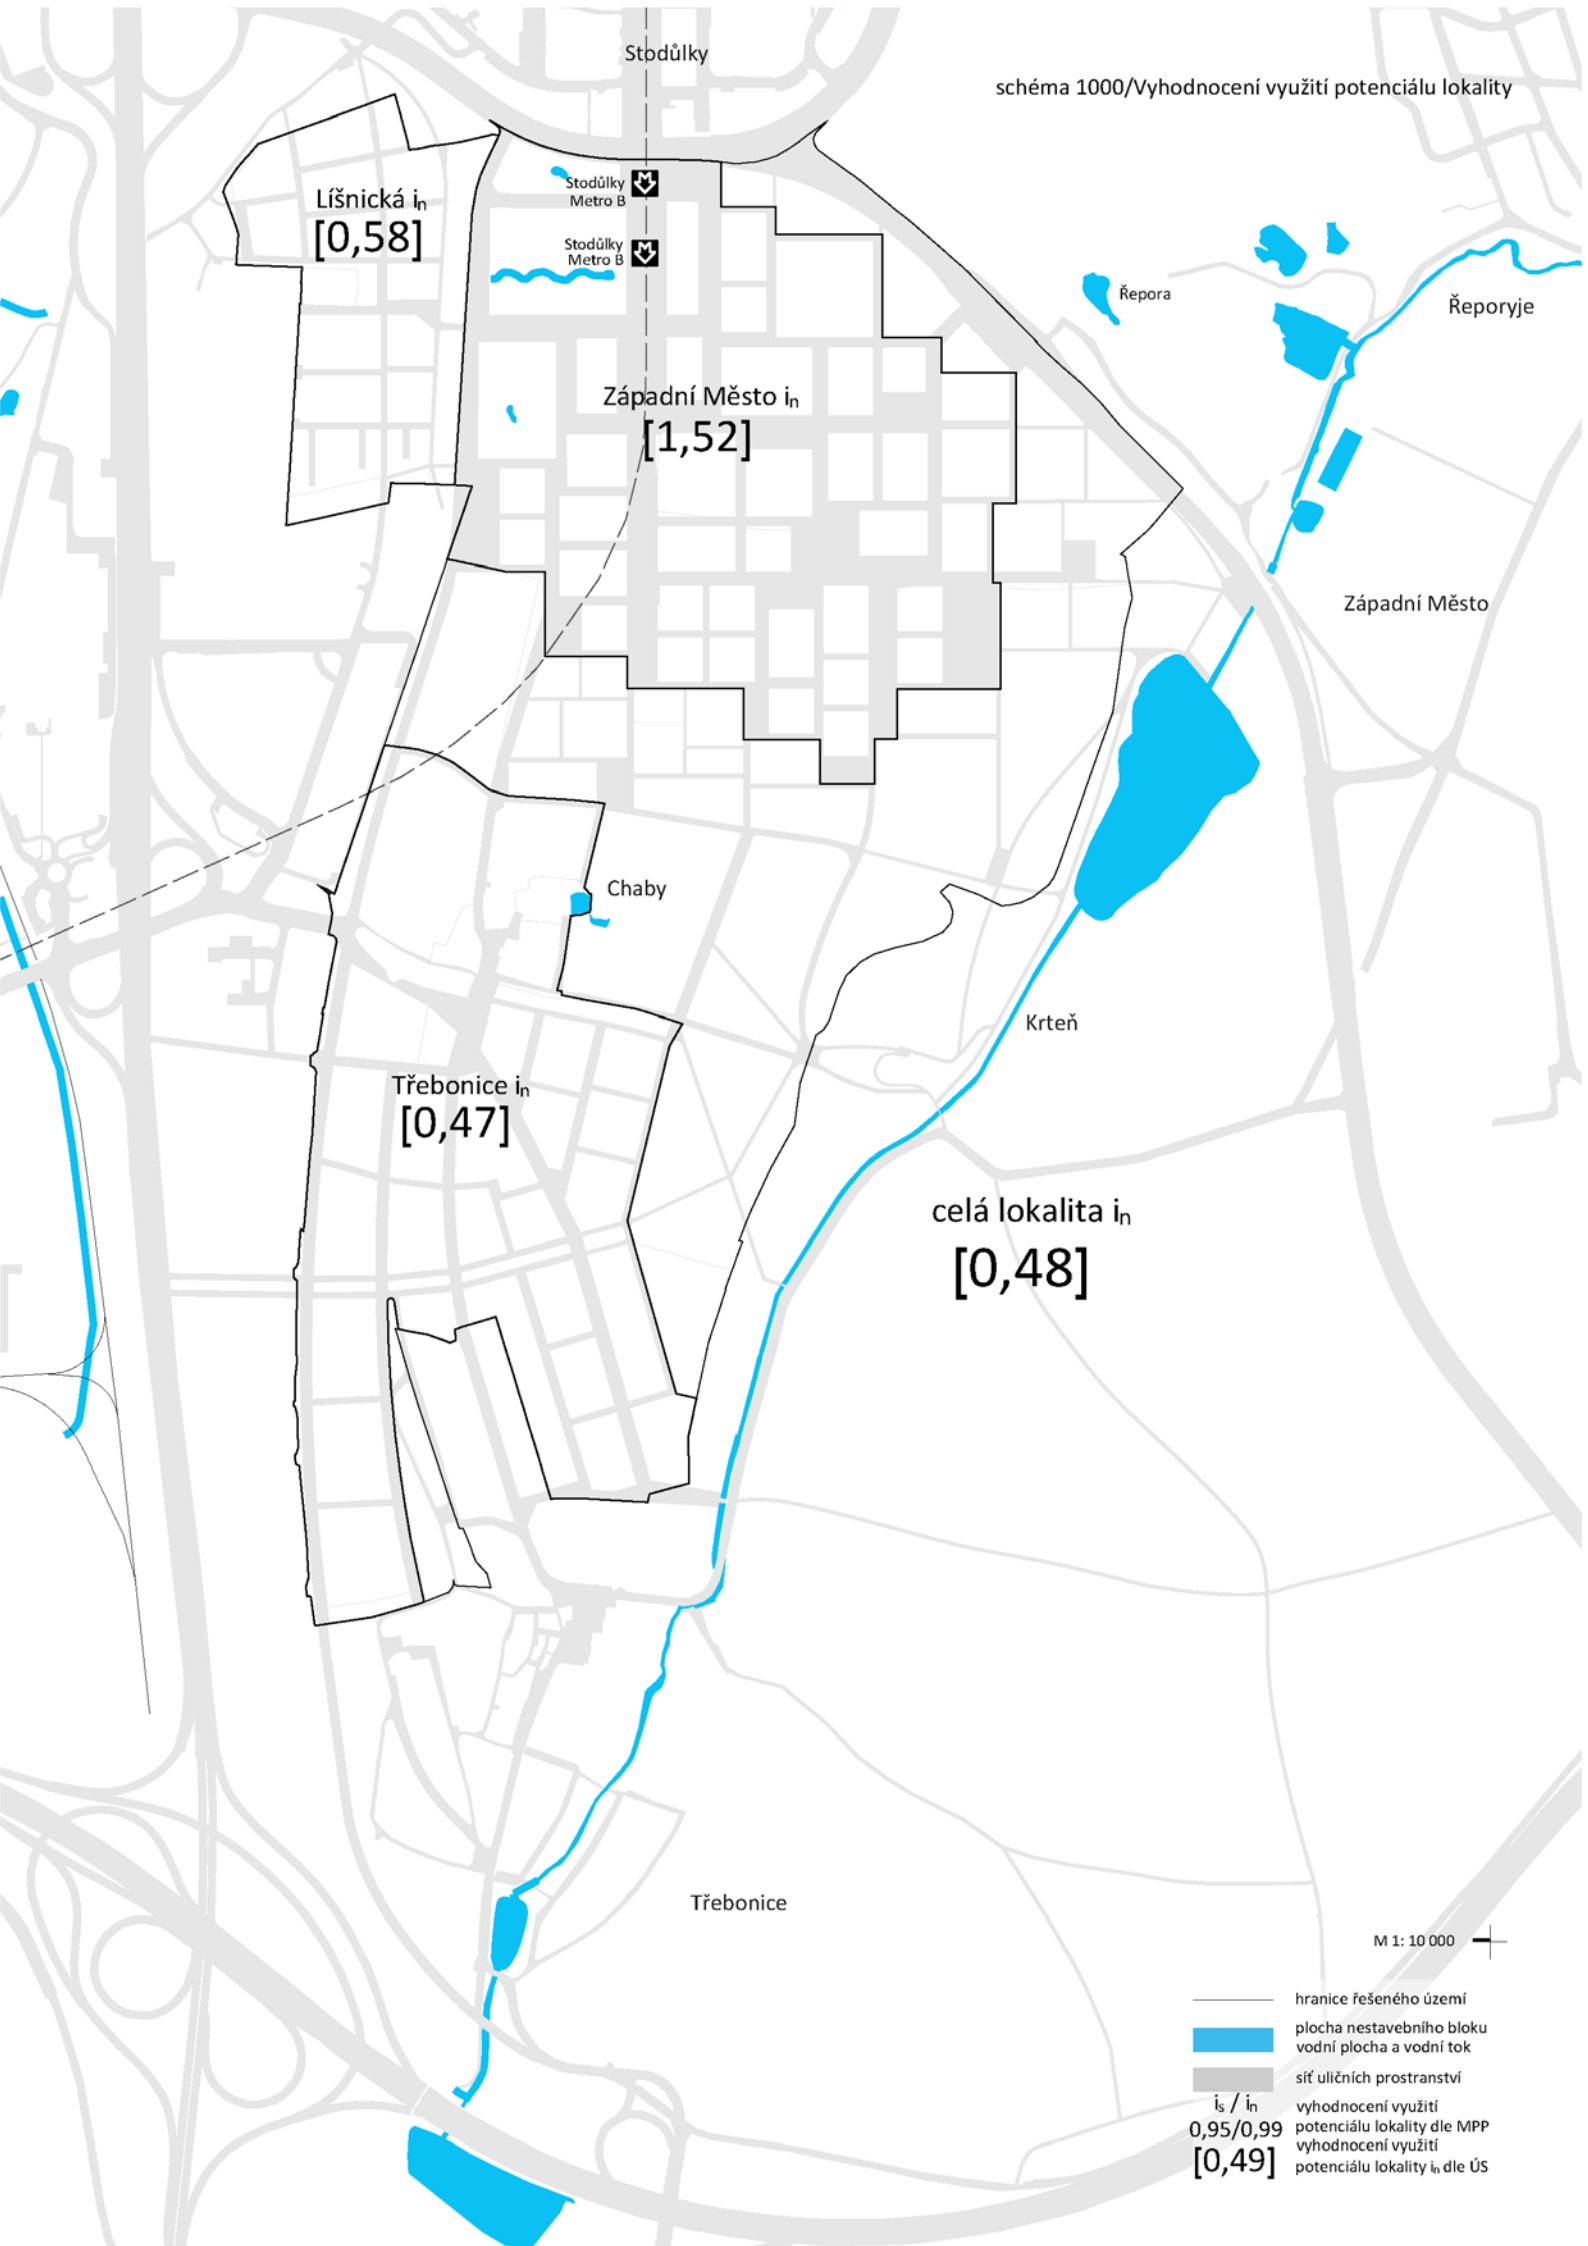 Stodůlky
schéma 1000/Vyhodnocení využití potenciálu lokality
Líšnická iₙ
[0,58]
Stodůlky
Metro B
Stodůlky
Metro B
Řepora
Řeporyje
Západní Město iₙ
[1,52]
Západní Město
Chaby
Krteň
Třebonice iₙ
[0,47]
celá lokalita iₙ
[0,48]
Třebonice
M 1: 10 000
hranice řešeného území
plocha nestavebního bloku
vodní plocha a vodní tok
síť uličních prostranství
iₛ / iₙ
0,95/0,99
vyhodnocení využití
potenciálu lokality dle MPP
[0,49]
vyhodnocení využití
potenciálu lokality iₙ dle ÚS